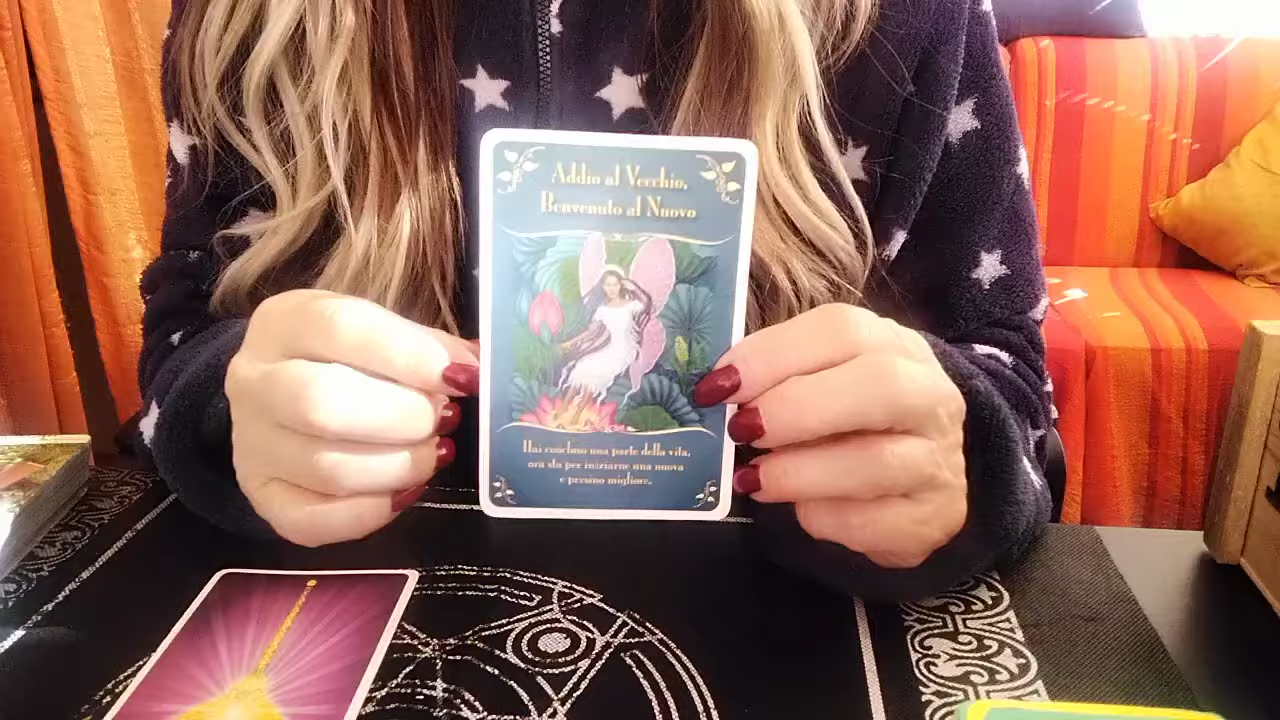 Addio al Vecchio,
Benvenuto al Nuovo
Hai concluso una parte della vita,
ora sta per iniziarne una nuova
e persino migliore.